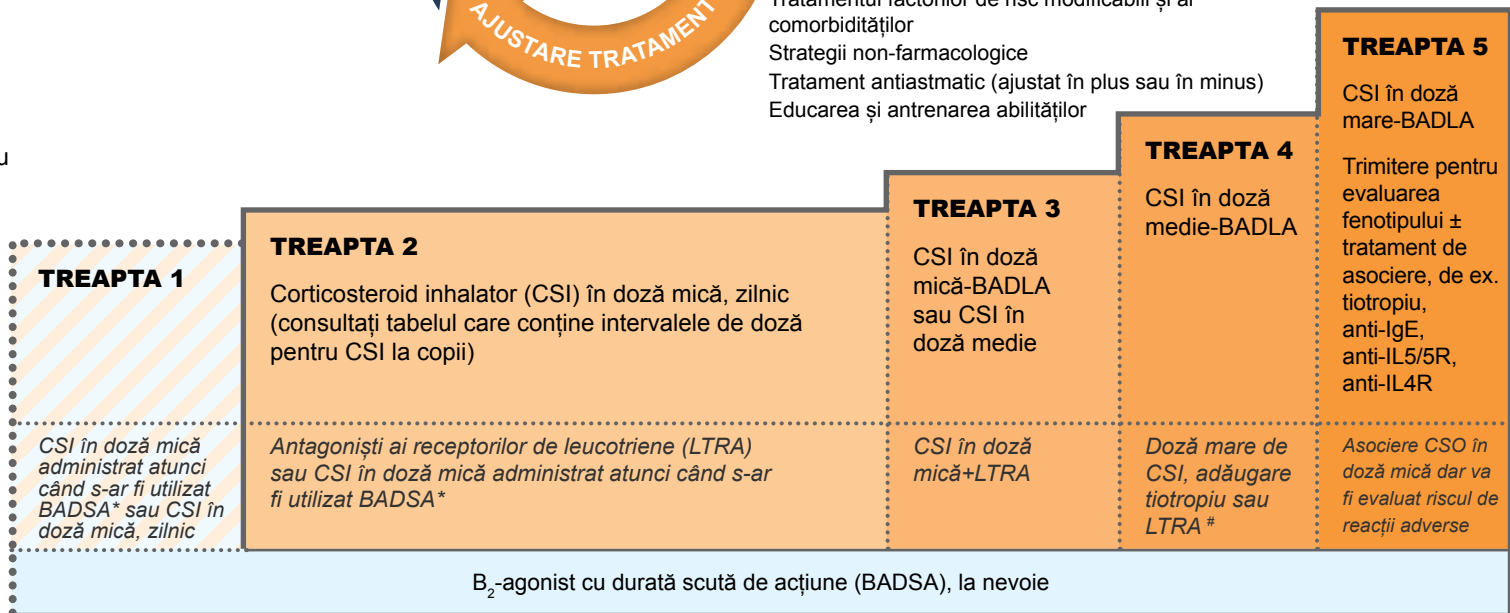 AJUSTARE TRATAMENT
Tratamentul factorilor de risc modificabili și al
comorbidităților
Strategii non-farmacologice
Tratament antiastmatic (ajustat în plus sau în minus)
Educarea și antrenarea abilităților
u
TREAPTA 1
CSI în doză mică
administrat atunci
când s-ar fi utilizat
BADSA* sau CSI în
doză mică, zilnic
TREAPTA 2
Corticosteroid inhalator (CSI) în doză mică, zilnic
(consultați tabelul care conține intervalele de doză
pentru CSI la copii)
Antagoniști ai receptorilor de leucotriene (LTRA)
sau CSI în doză mică administrat atunci când s-ar
fi utilizat BADSA*
TREAPTA 3
CSI în doză
mică-BADLA
sau CSI în
doză medie
CSI în doză
mică+LTRA
TREAPTA 4
CSI în doză
medie-BADLA
Doză mare de
CSI, adăugare
tiotropiu sau
LTRA #
TREAPTA 5
CSI în doză
mare-BADLA
Trimitere pentru
evaluarea
fenotipului ±
tratament de
asociere, de ex.
tiotropiu,
anti-IgE,
anti-IL5/5R,
anti-IL4R
Asociere CSO în
doză mică dar va
fi evaluat riscul de
reacții adverse
B2-agonist cu durată scută de acțiune (BADSA), la nevoie